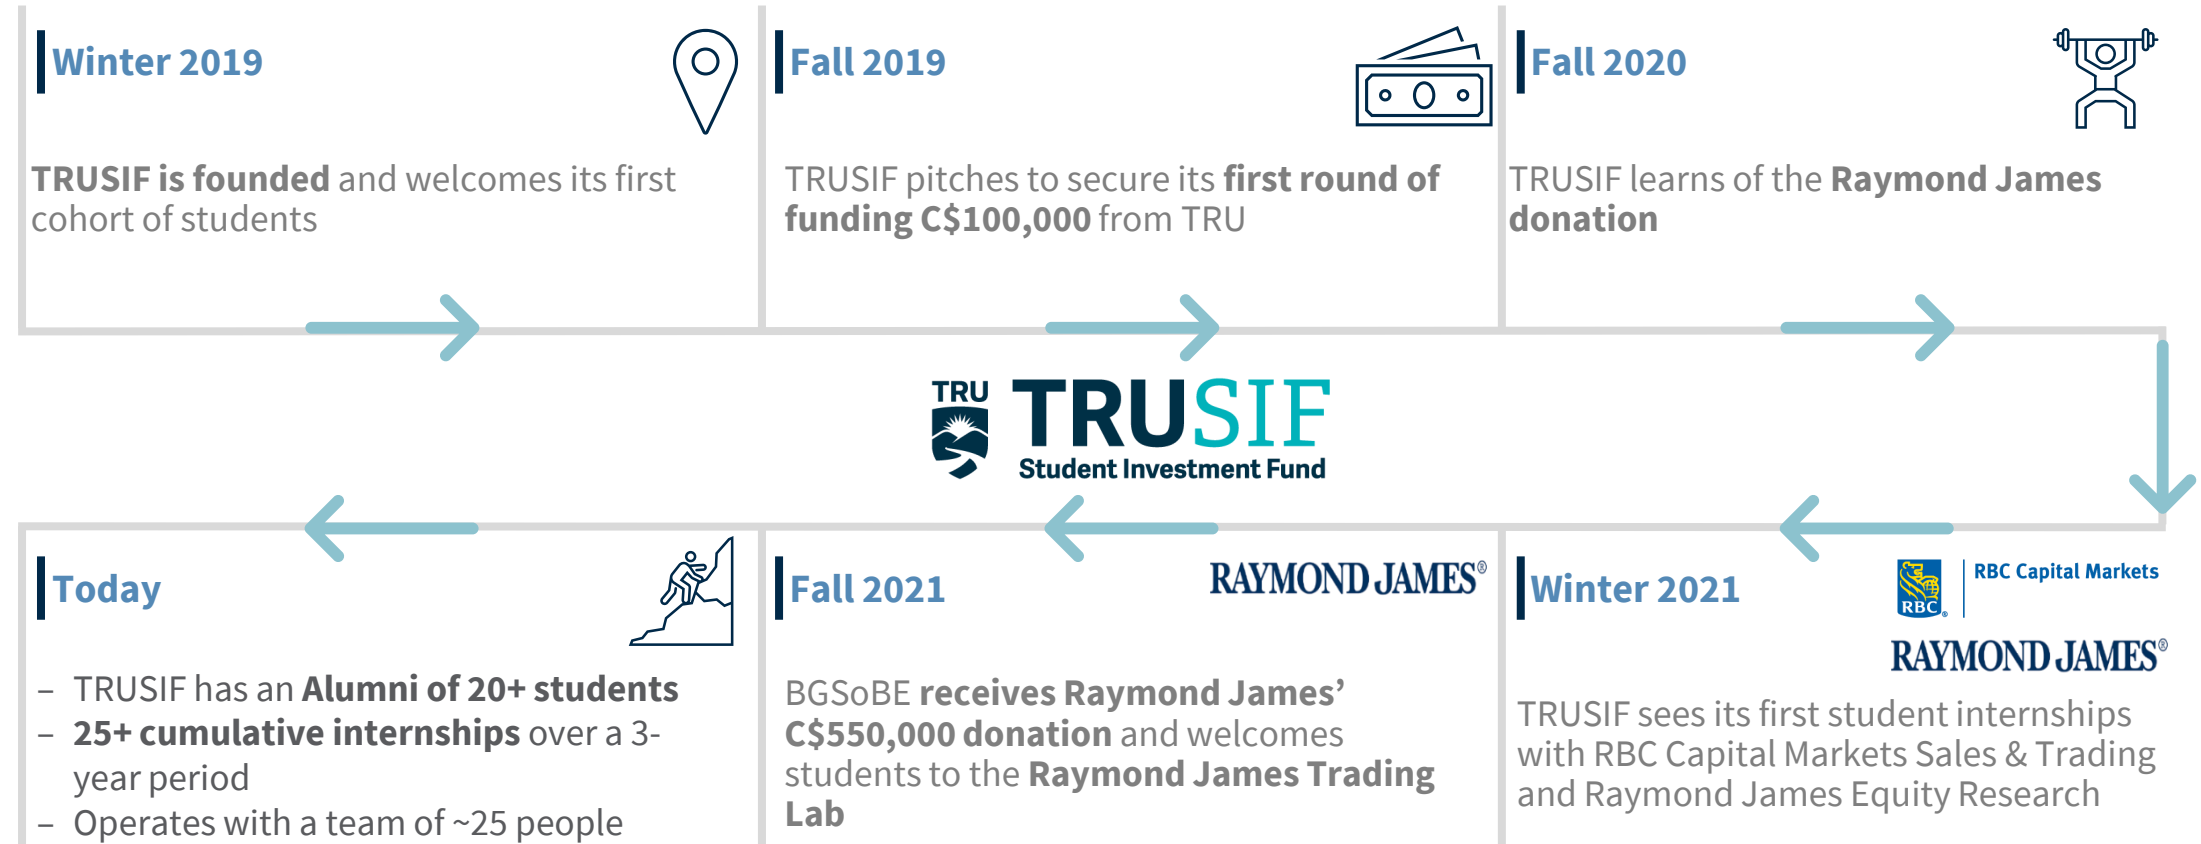 Winter 2019
TRUSIF is founded and welcomes its first
cohort of students
Fall 2019
TRUSIF pitches to secure its first round of
funding C$100,000 from TRU
Fall 2020
TRUSIF learns of the Raymond James
donation
TRU
TRUSIF
Student Investment Fund
Winter 2021
RBC
®
RBC Capital Markets
RAYMOND JAMES®
TRUSIF sees its first student internships
with RBC Capital Markets Sales & Trading
and Raymond James Equity Research
Fall 2021
RAYMOND JAMES®
BGSoBE receives Raymond James’
C$550,000 donation and welcomes
students to the Raymond James Trading
Lab
Today
– TRUSIF has an Alumni of 20+ students
– 25+ cumulative internships over a 3-
year period
– Operates with a team of ~25 people